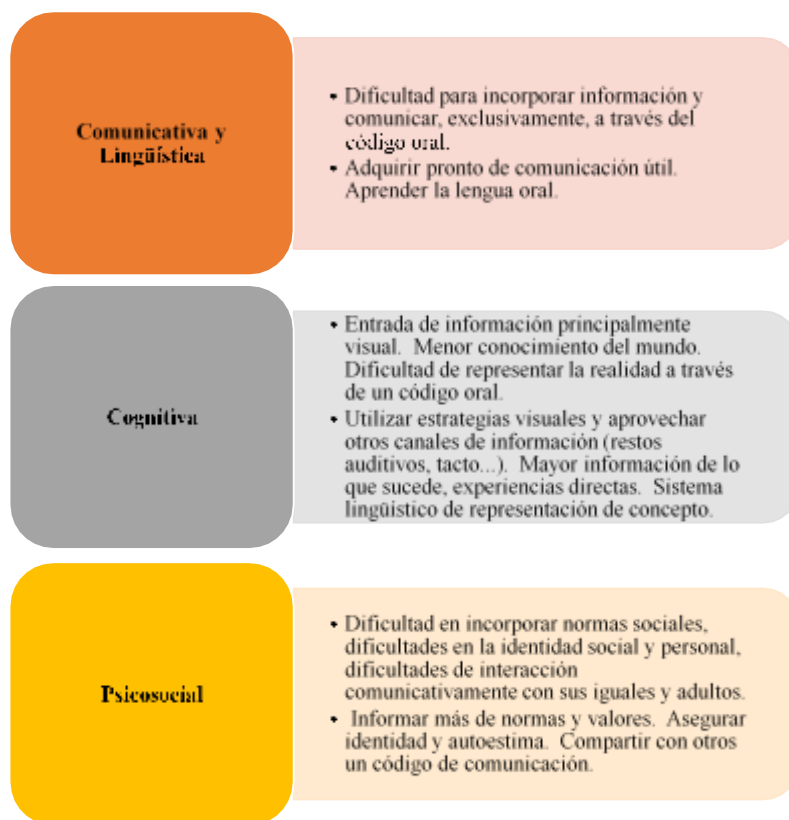 Comunicativa y
Lingüística
• Dificultad para incorporar información y
comunicar, exclusivamente, a través del
código oral.
• Adquirir pronto de comunicación útil.
Aprender la lengua oral.
Cognitiva
• Entrada de información principalmente
visual. Menor conocimiento del mundo.
Dificultad de representar la realidad a través
de un código oral.
• Utilizar estrategias visuales y aprovechar
otros canales de información (restos
auditivos, tacto...). Mayor información de lo
que sucede, experiencias directas. Sistema
lingüístico de representación de concepto.
Psicosocial
• Dificultad en incorporar normas sociales,
dificultades en la identidad social y personal,
dificultades de interacción
comunicativamente con sus iguales y adultos.
• Informar más de normas y valores. Asegurar
identidad y autoestima. Compartir con otros
un código de comunicación.